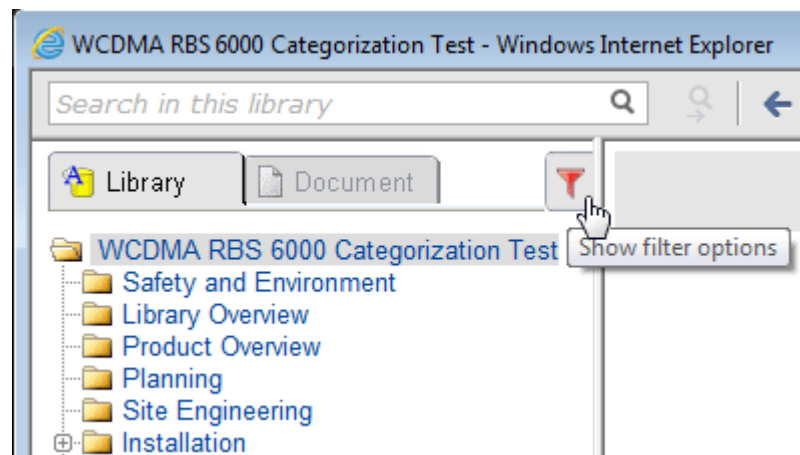 WCDMA RBS 6000 Categorization Test - Windows Internet Explorer
Search in this library
Library
Document
WCDMA RBS 6000 Categorization Test
Show filter options
Safety and Environment
Library Overview
Product Overview
Planning
Site Engineering
Installation